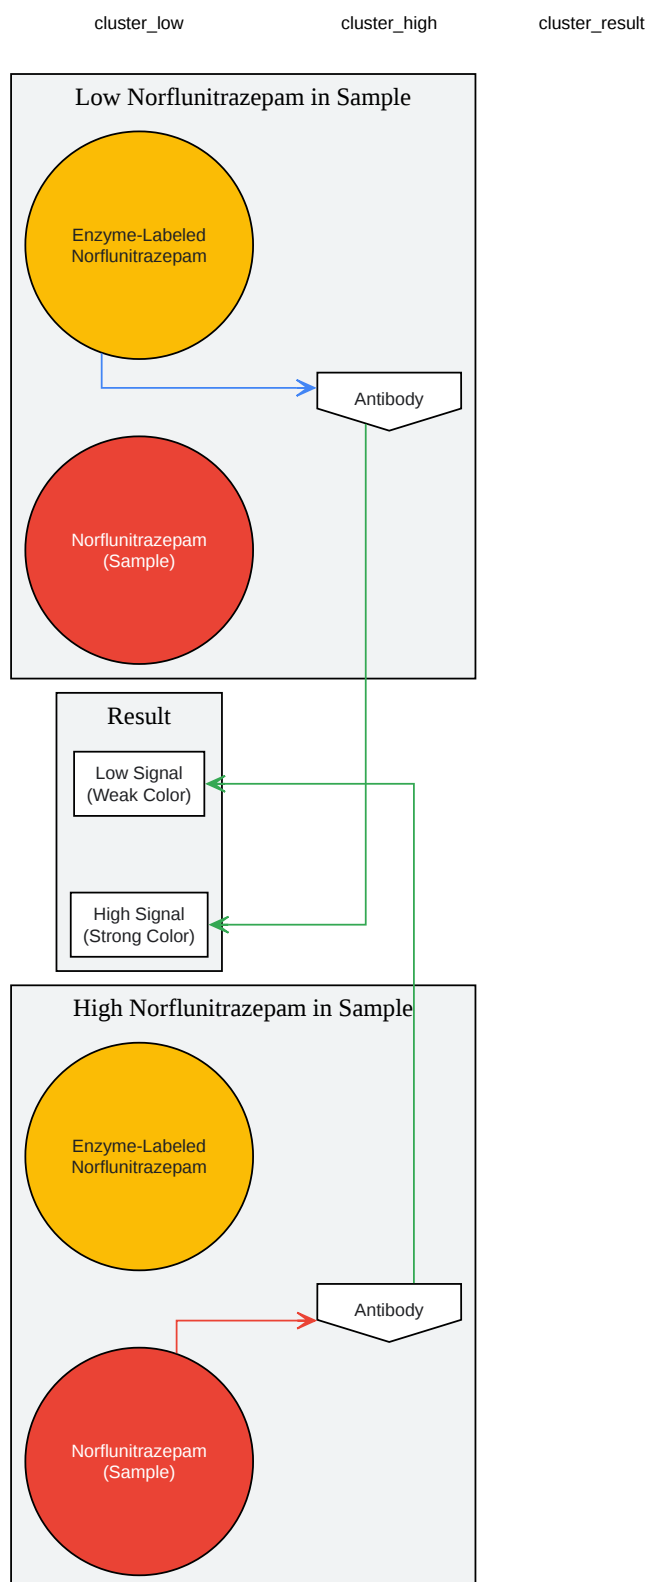 cluster_low
cluster_high
cluster_result
Low Norflunitrazepam in Sample
Enzyme-Labeled
Norflunitrazepam
Antibody
Norflunitrazepam
(Sample)
Result
Low Signal
(Weak Color)
High Signal
(Strong Color)
High Norflunitrazepam in Sample
Enzyme-Labeled
Norflunitrazepam
Antibody
Norflunitrazepam
(Sample)